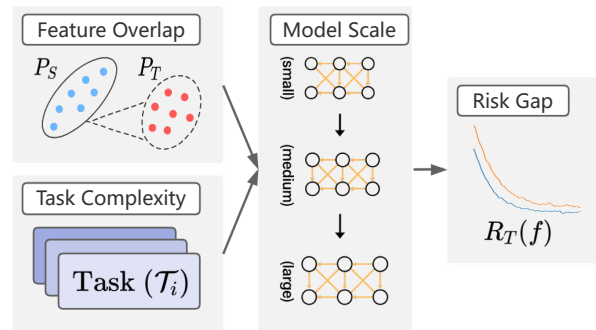 Feature Overlap
P_S P_T
Task Complexity
Task (𝒯_i)
Model Scale
(small)
(medium)
(large)
Risk Gap
R_T(f)